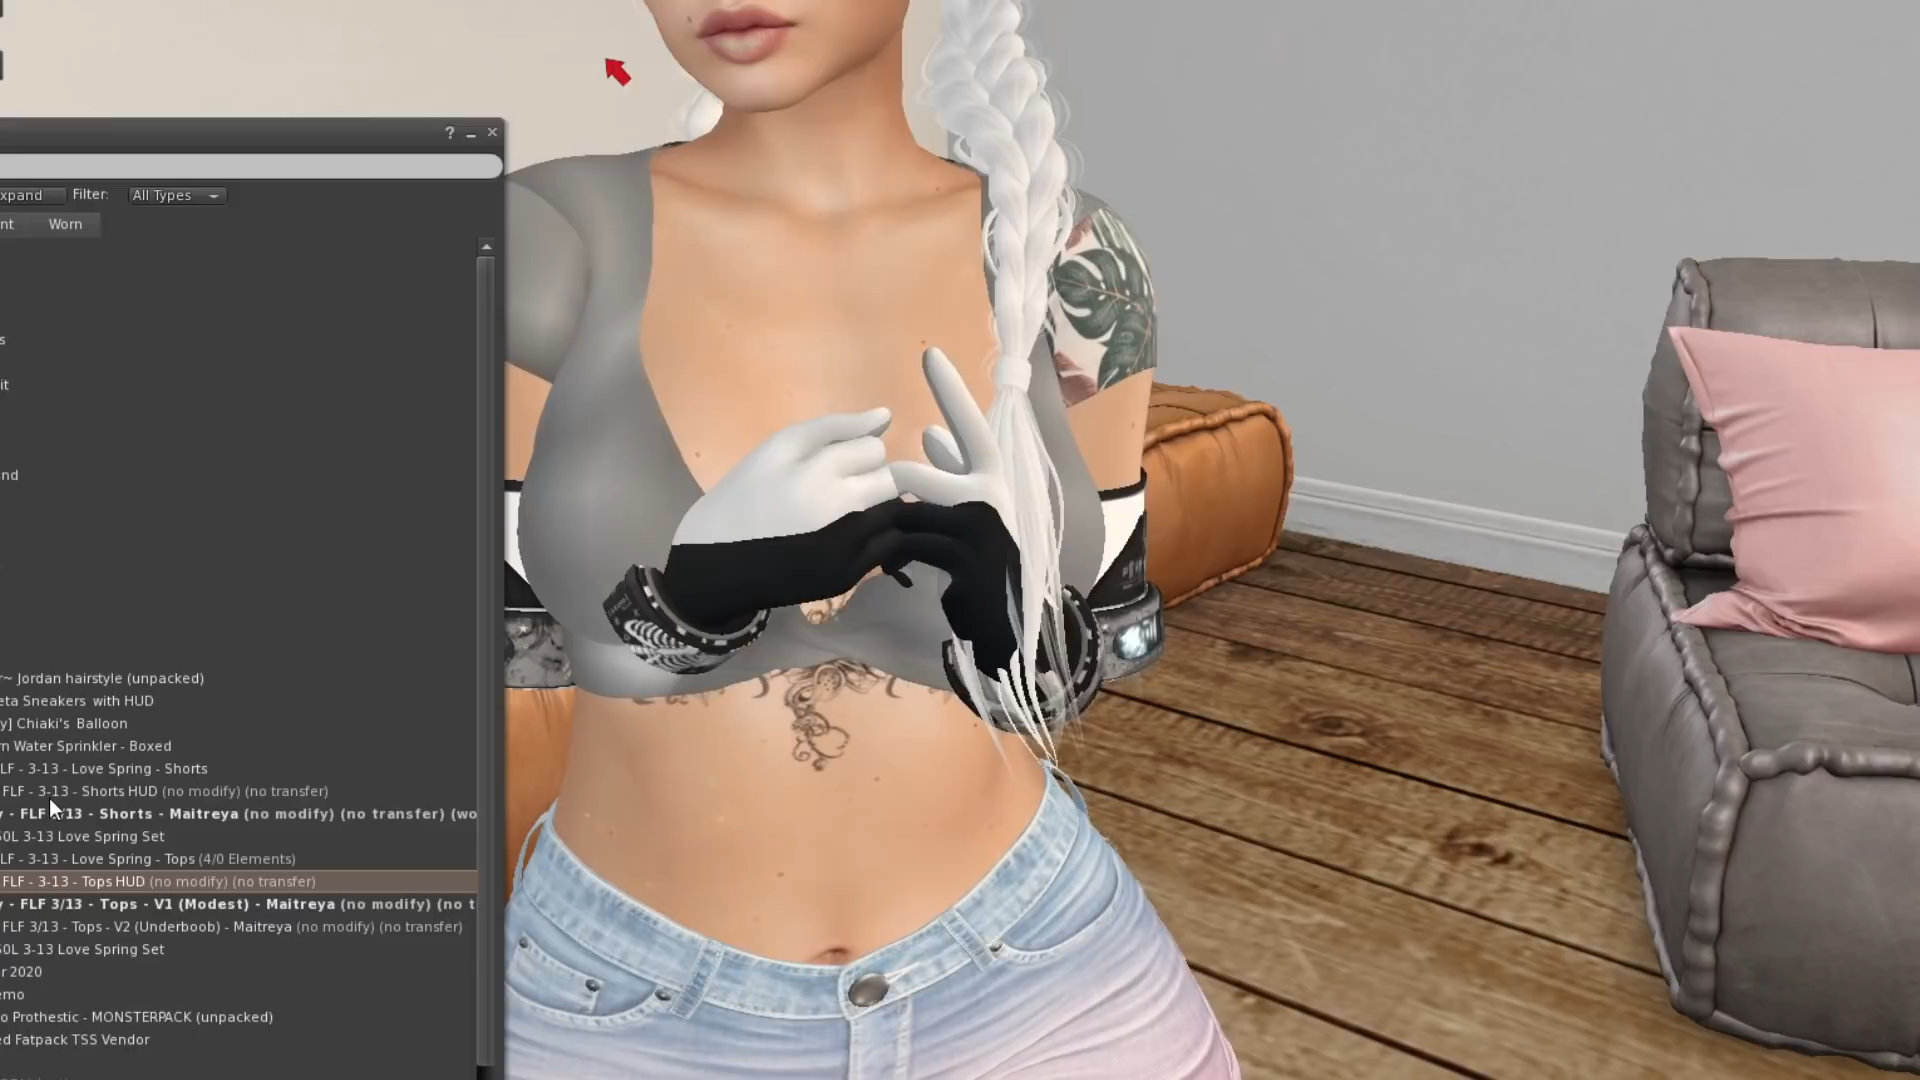 ? _ ×
xpand Filter: All Types
nt Worn
s
it
nd
~ Jordan hairstyle (unpacked)
eta Sneakers with HUD
y] Chiaki's Balloon
n Water Sprinkler - Boxed
LF - 3-13 - Love Spring - Shorts
FLF - 3-13 - Shorts HUD (no modify) (no transfer)
y - FLF 3/13 - Shorts - Maitreya (no modify) (no transfer) (wo
50L 3-13 Love Spring Set
LF - 3-13 - Love Spring - Tops (4/0 Elements)
FLF - 3-13 - Tops HUD (no modify) (no transfer)
y - FLF 3/13 - Tops - V1 (Modest) - Maitreya (no modify) (no t
FLF 3/13 - Tops - V2 (Underboob) - Maitreya (no modify) (no transfer)
50L 3-13 Love Spring Set
r 2020
emo
o Prothestic - MONSTERPACK (unpacked)
ed Fatpack TSS Vendor